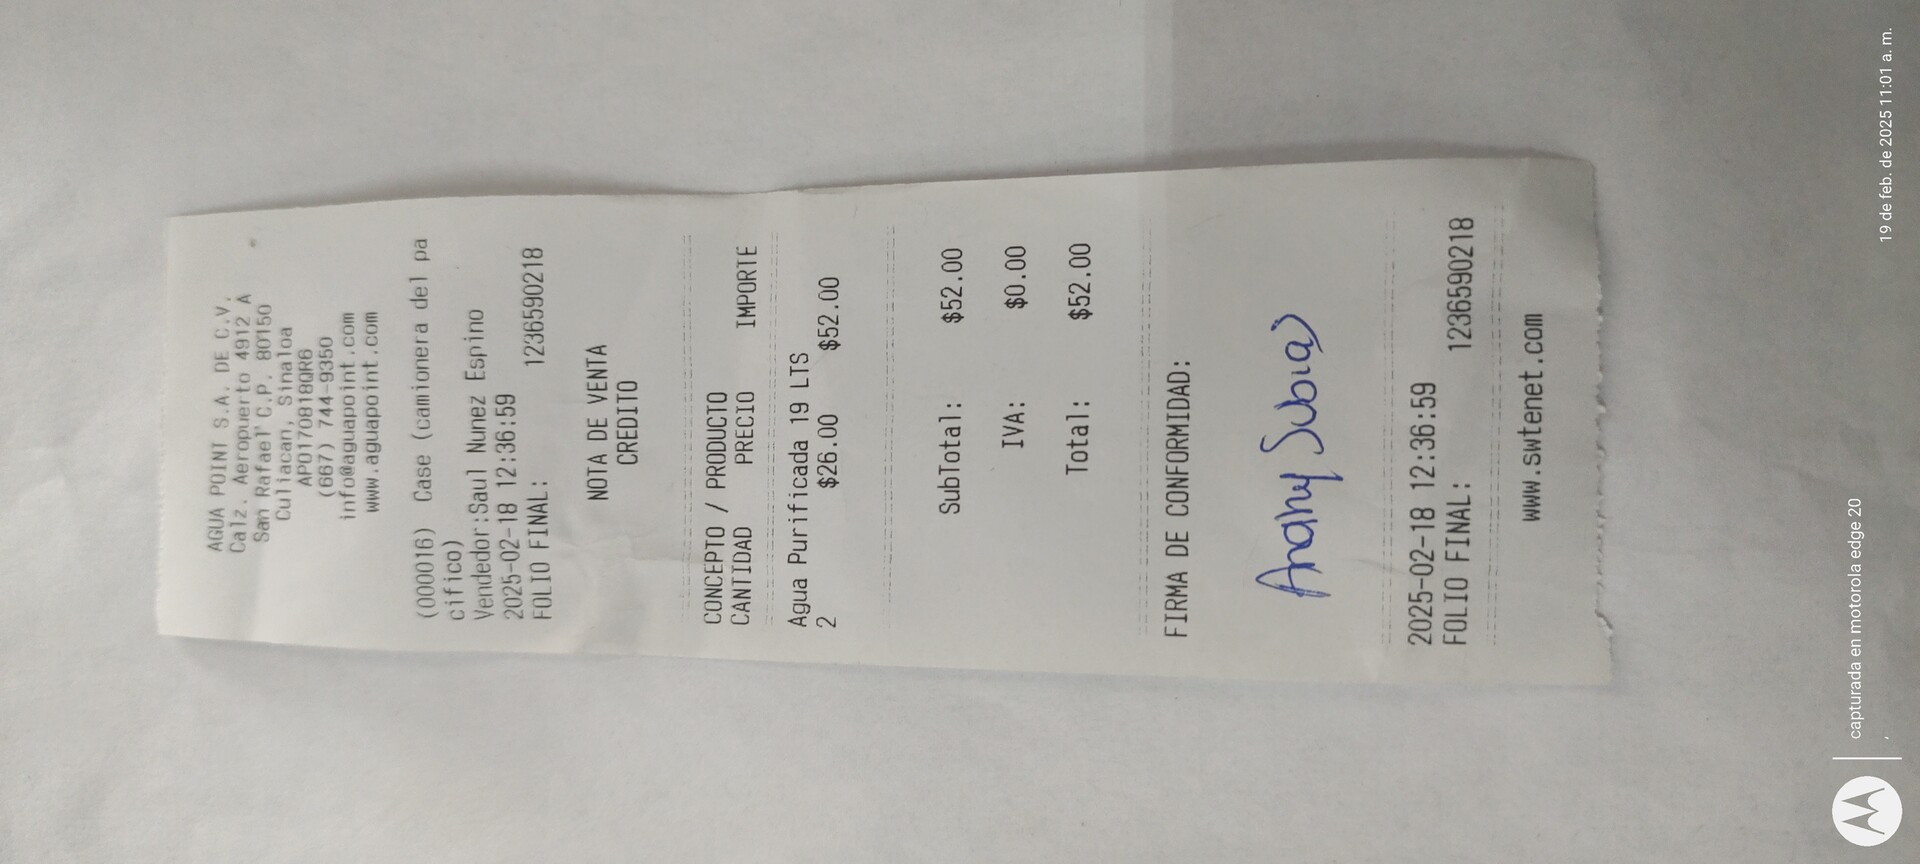 AGUA POINT S.A. DE C.V.
Calz. Aeropuerto 4912 A
San Rafael C.P. 80150
Culiacan, Sinaloa
APO170818QR6
(667) 744-9350
info@aguapoint.com
www.aguapoint.com
(000016) Case (camionera del pa
cifico)
Vendedor:Saul Nunez Espino
2025-02-18 12:36:59
FOLIO FINAL: 1236590218
NOTA DE VENTA
CREDITO
CONCEPTO / PRODUCTO
CANTIDAD PRECIO IMPORTE
Agua Purificada 19 LTS
2 $26.00 $52.00
SubTotal: $52.00
IVA: $0.00
Total: $52.00
FIRMA DE CONFORMIDAD:
Anahy Subia
2025-02-18 12:36:59
FOLIO FINAL: 1236590218
www.swtenet.com
capturada en motorola edge 20
19 de feb. de 2025 11:01 a. m.